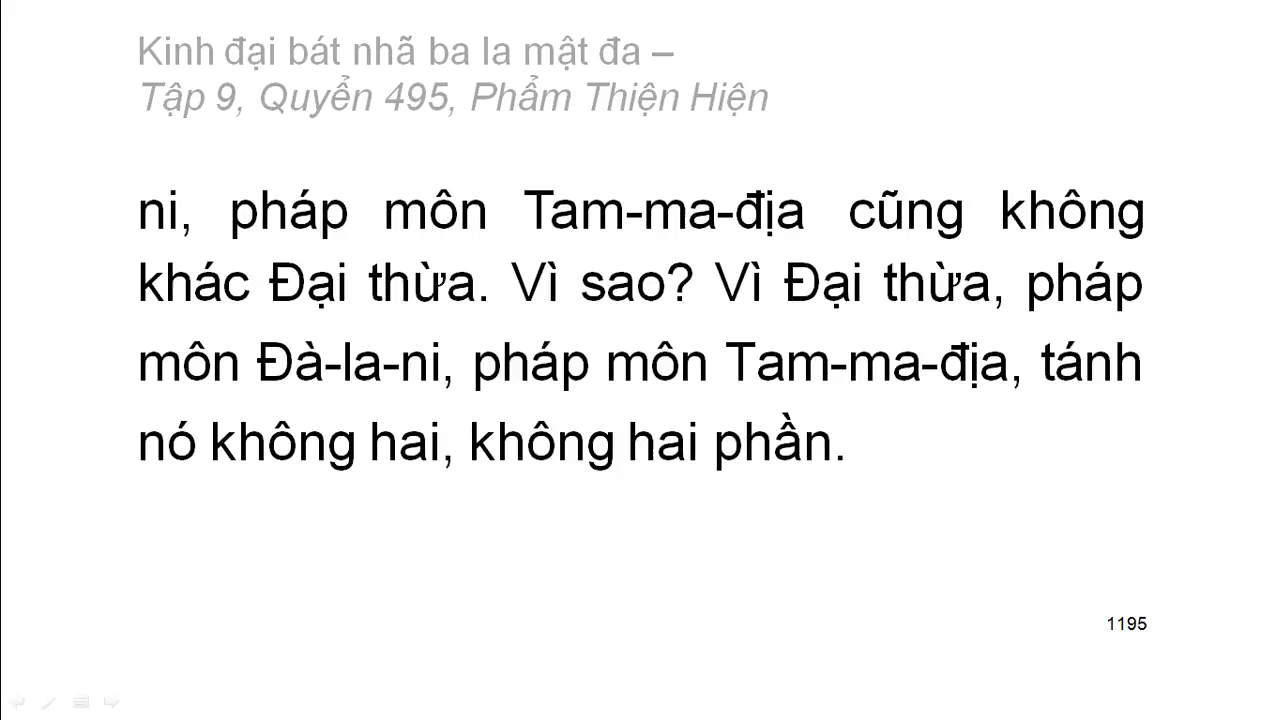 Kinh đại bát nhã ba la mật đa –
Tập 9, Quyển 495, Phẩm Thiện Hiện
ni, pháp môn Tam-ma-địa cũng không
khác Đại thừa. Vì sao? Vì Đại thừa, pháp
môn Đà-la-ni, pháp môn Tam-ma-địa, tánh
nó không hai, không hai phần.
1195